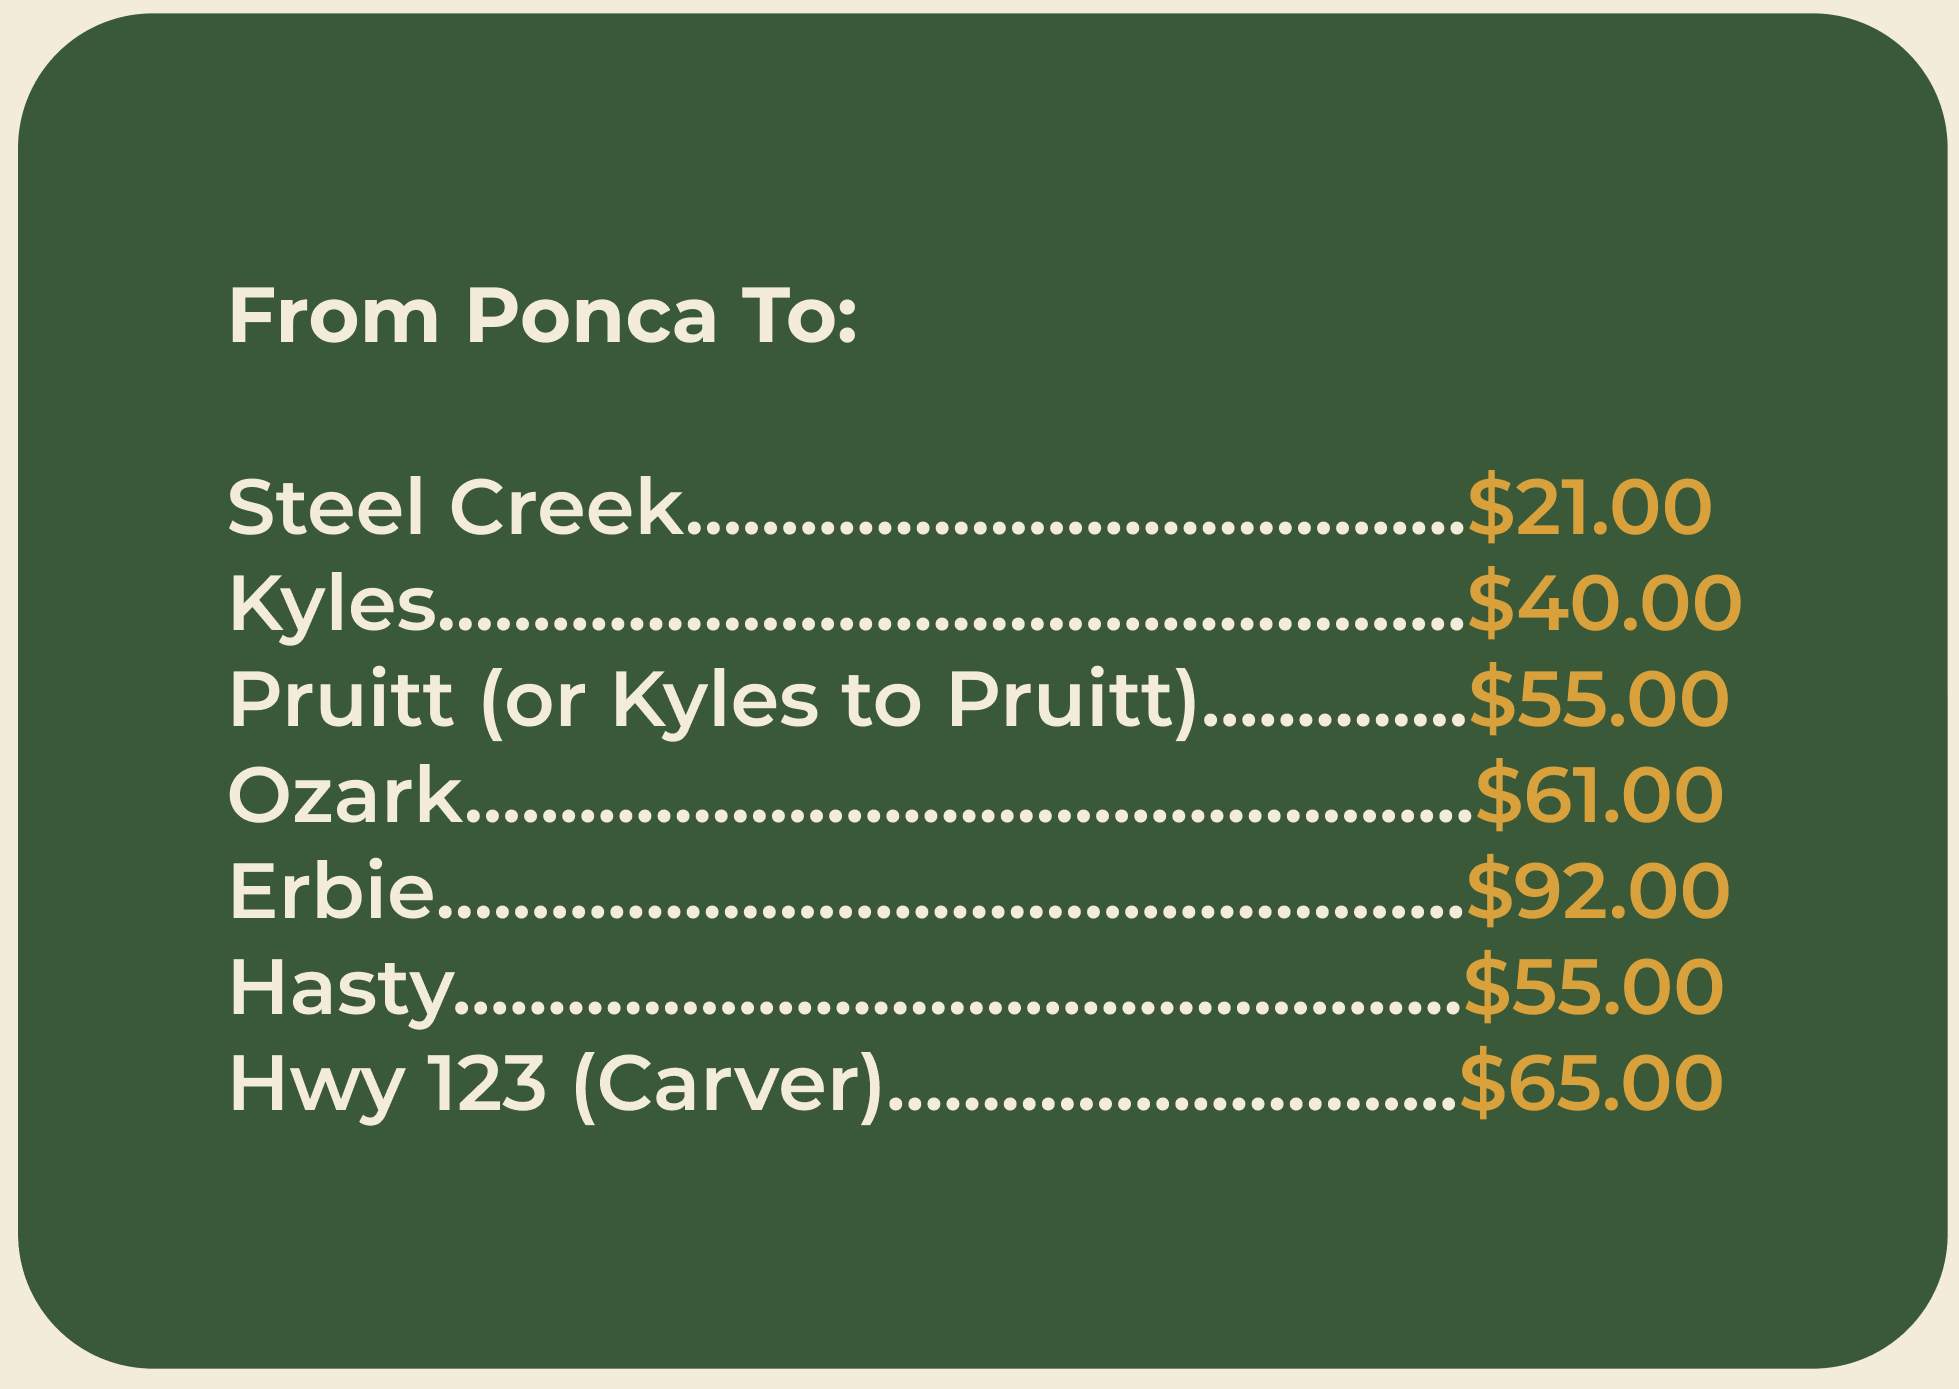 From Ponca To:
Steel Creek.........................................$21.00
Kyles......................................................$40.00
Pruitt (or Kyles to Pruitt)..............$55.00
Ozark.....................................................$61.00
Erbie......................................................$92.00
Hasty.....................................................$55.00
Hwy 123 (Carver)..............................$65.00